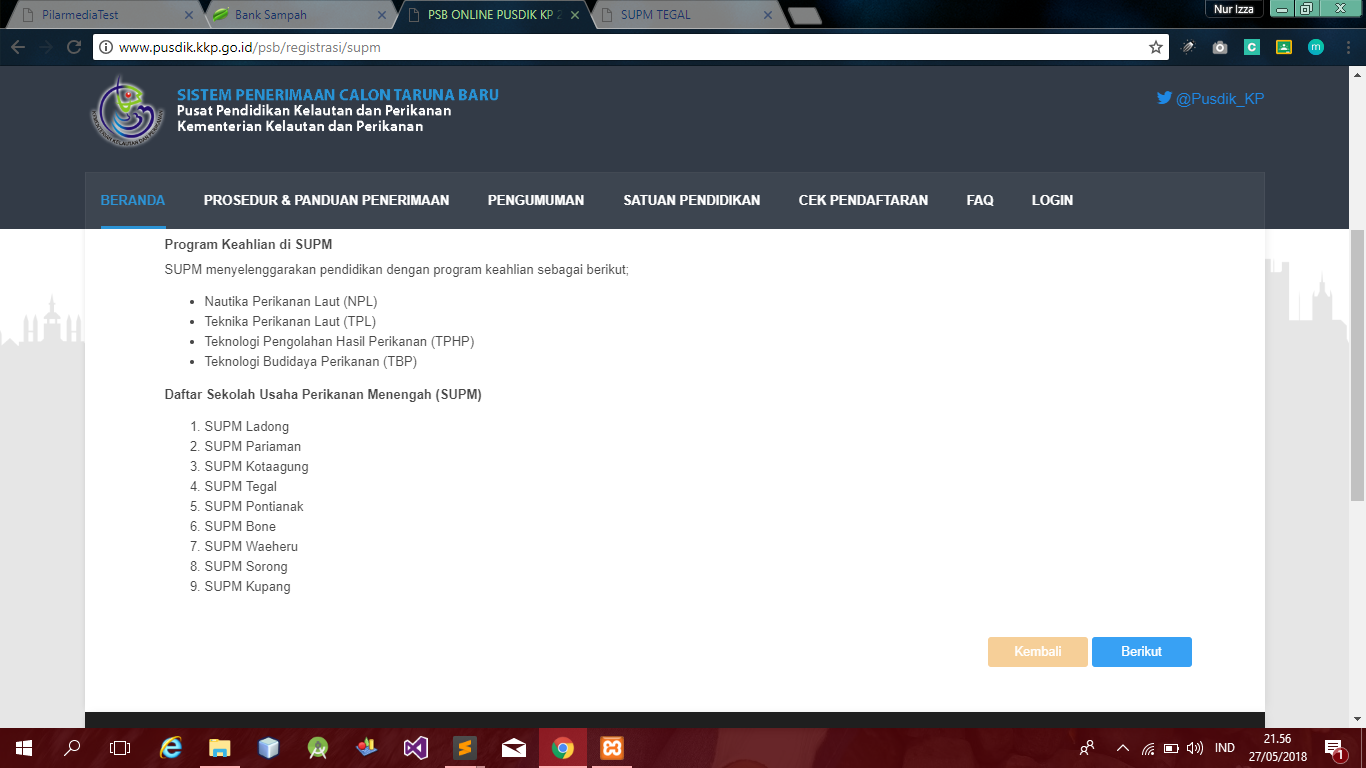 PilarmediaTest
Bank Sampah
PSB ONLINE PUSDIK KP 2
SUPM TEGAL
Nur Izza
www.pusdik.kkp.go.id/psb/registrasi/supm
SISTEM PENERIMAAN CALON TARUNA BARU
Pusat Pendidikan Kelautan dan Perikanan
Kementerian Kelautan dan Perikanan
@Pusdik_KP
BERANDA
PROSEDUR & PANDUAN PENERIMAAN
PENGUMUMAN
SATUAN PENDIDIKAN
CEK PENDAFTARAN
FAQ
LOGIN
Program Keahlian di SUPM
SUPM menyelenggarakan pendidikan dengan program keahlian sebagai berikut;
• Nautika Perikanan Laut (NPL)
• Teknika Perikanan Laut (TPL)
• Teknologi Pengolahan Hasil Perikanan (TPHP)
• Teknologi Budidaya Perikanan (TBP)
Daftar Sekolah Usaha Perikanan Menengah (SUPM)
1. SUPM Ladong
2. SUPM Pariaman
3. SUPM Kotaagung
4. SUPM Tegal
5. SUPM Pontianak
6. SUPM Bone
7. SUPM Waeheru
8. SUPM Sorong
9. SUPM Kupang
Kembali
Berikut
IND
21.56
27/05/2018
1